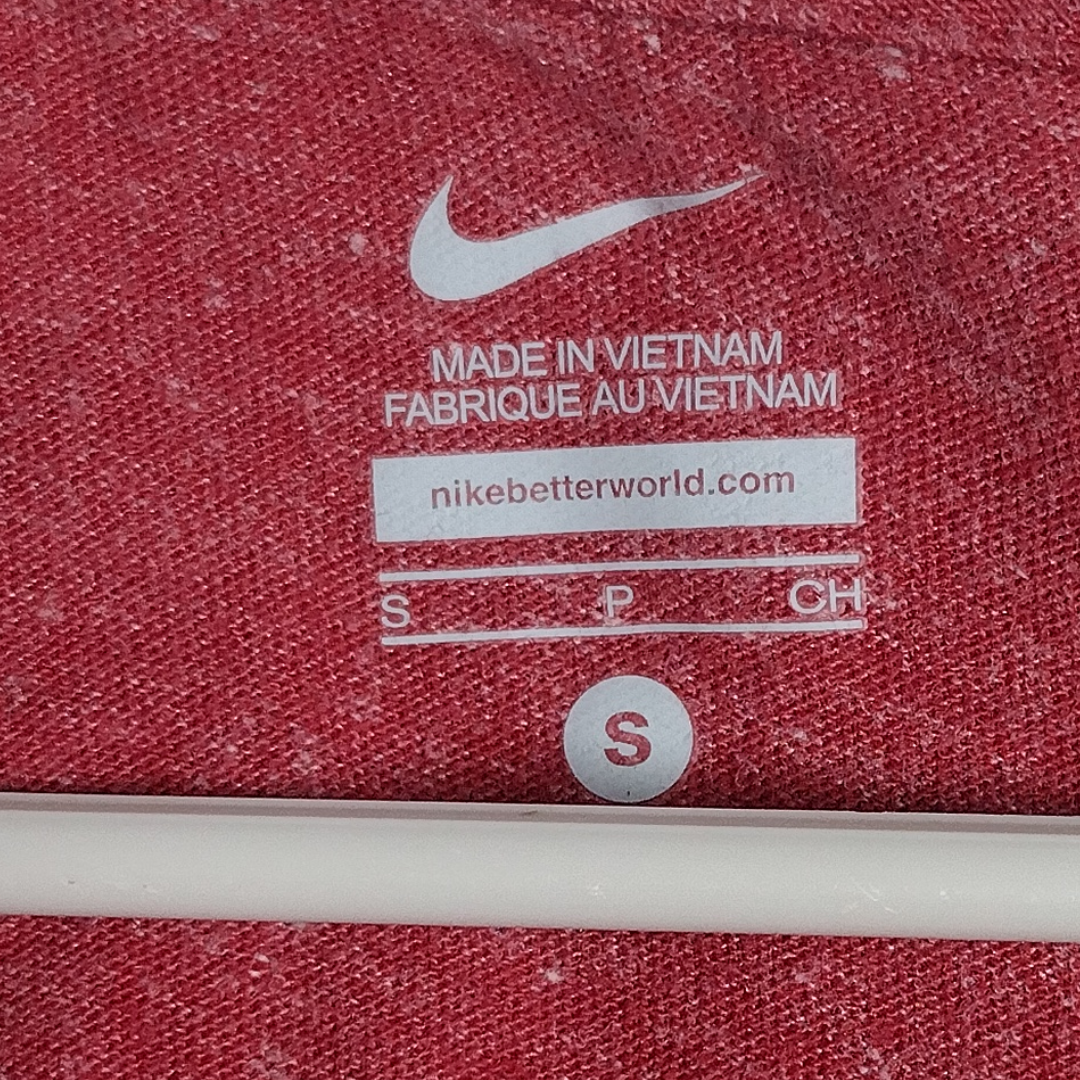 MADE IN VIETNAM
FABRIQUE AU VIETNAM
nikebetterworld.com
S P CH
S